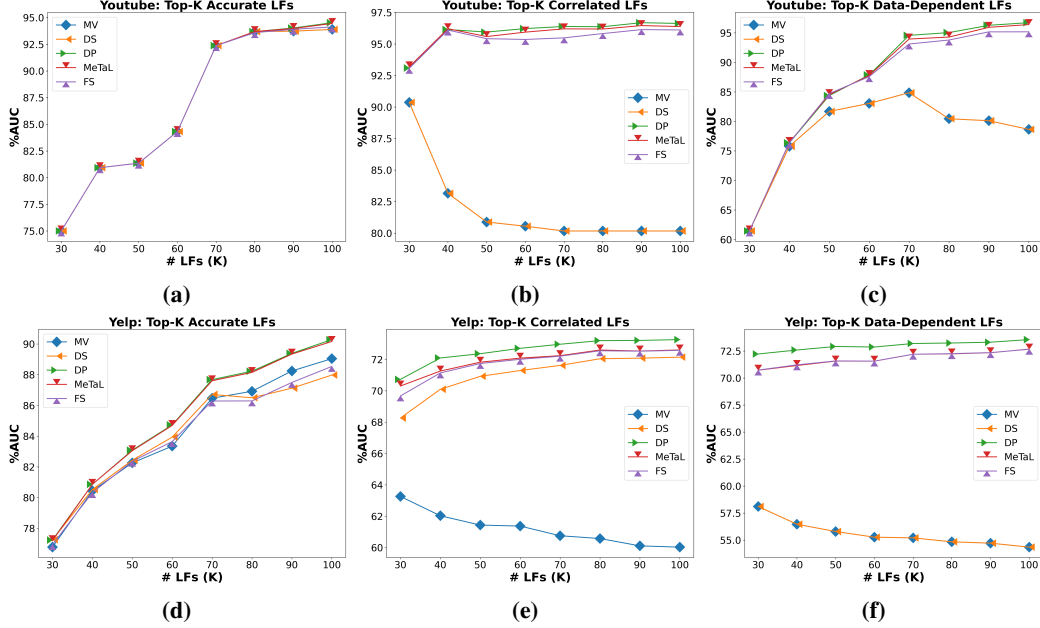 Youtube: Top-K Accurate LFs
%AUC
95.0
92.5
90.0
87.5
85.0
82.5
80.0
77.5
75.0
30 40 50 60 70 80 90 100
# LFs (K)
MV
DS
DP
MeTaL
FS
(a)
Youtube: Top-K Correlated LFs
%AUC
97.5
95.0
92.5
90.0
87.5
85.0
82.5
80.0
30 40 50 60 70 80 90 100
# LFs (K)
MV
DS
DP
MeTaL
FS
(b)
Youtube: Top-K Data-Dependent LFs
%AUC
95
90
85
80
75
70
65
60
30 40 50 60 70 80 90 100
# LFs (K)
MV
DS
DP
MeTaL
FS
(c)
Yelp: Top-K Accurate LFs
%AUC
90
88
86
84
82
80
78
30 40 50 60 70 80 90 100
# LFs (K)
MV
DS
DP
MeTaL
FS
(d)
Yelp: Top-K Correlated LFs
%AUC
72
70
68
66
64
62
60
30 40 50 60 70 80 90 100
# LFs (K)
MV
DS
DP
MeTaL
FS
(e)
Yelp: Top-K Data-Dependent LFs
%AUC
72.5
70.0
67.5
65.0
62.5
60.0
57.5
55.0
30 40 50 60 70 80 90 100
# LFs (K)
MV
DS
DP
MeTaL
FS
(f)